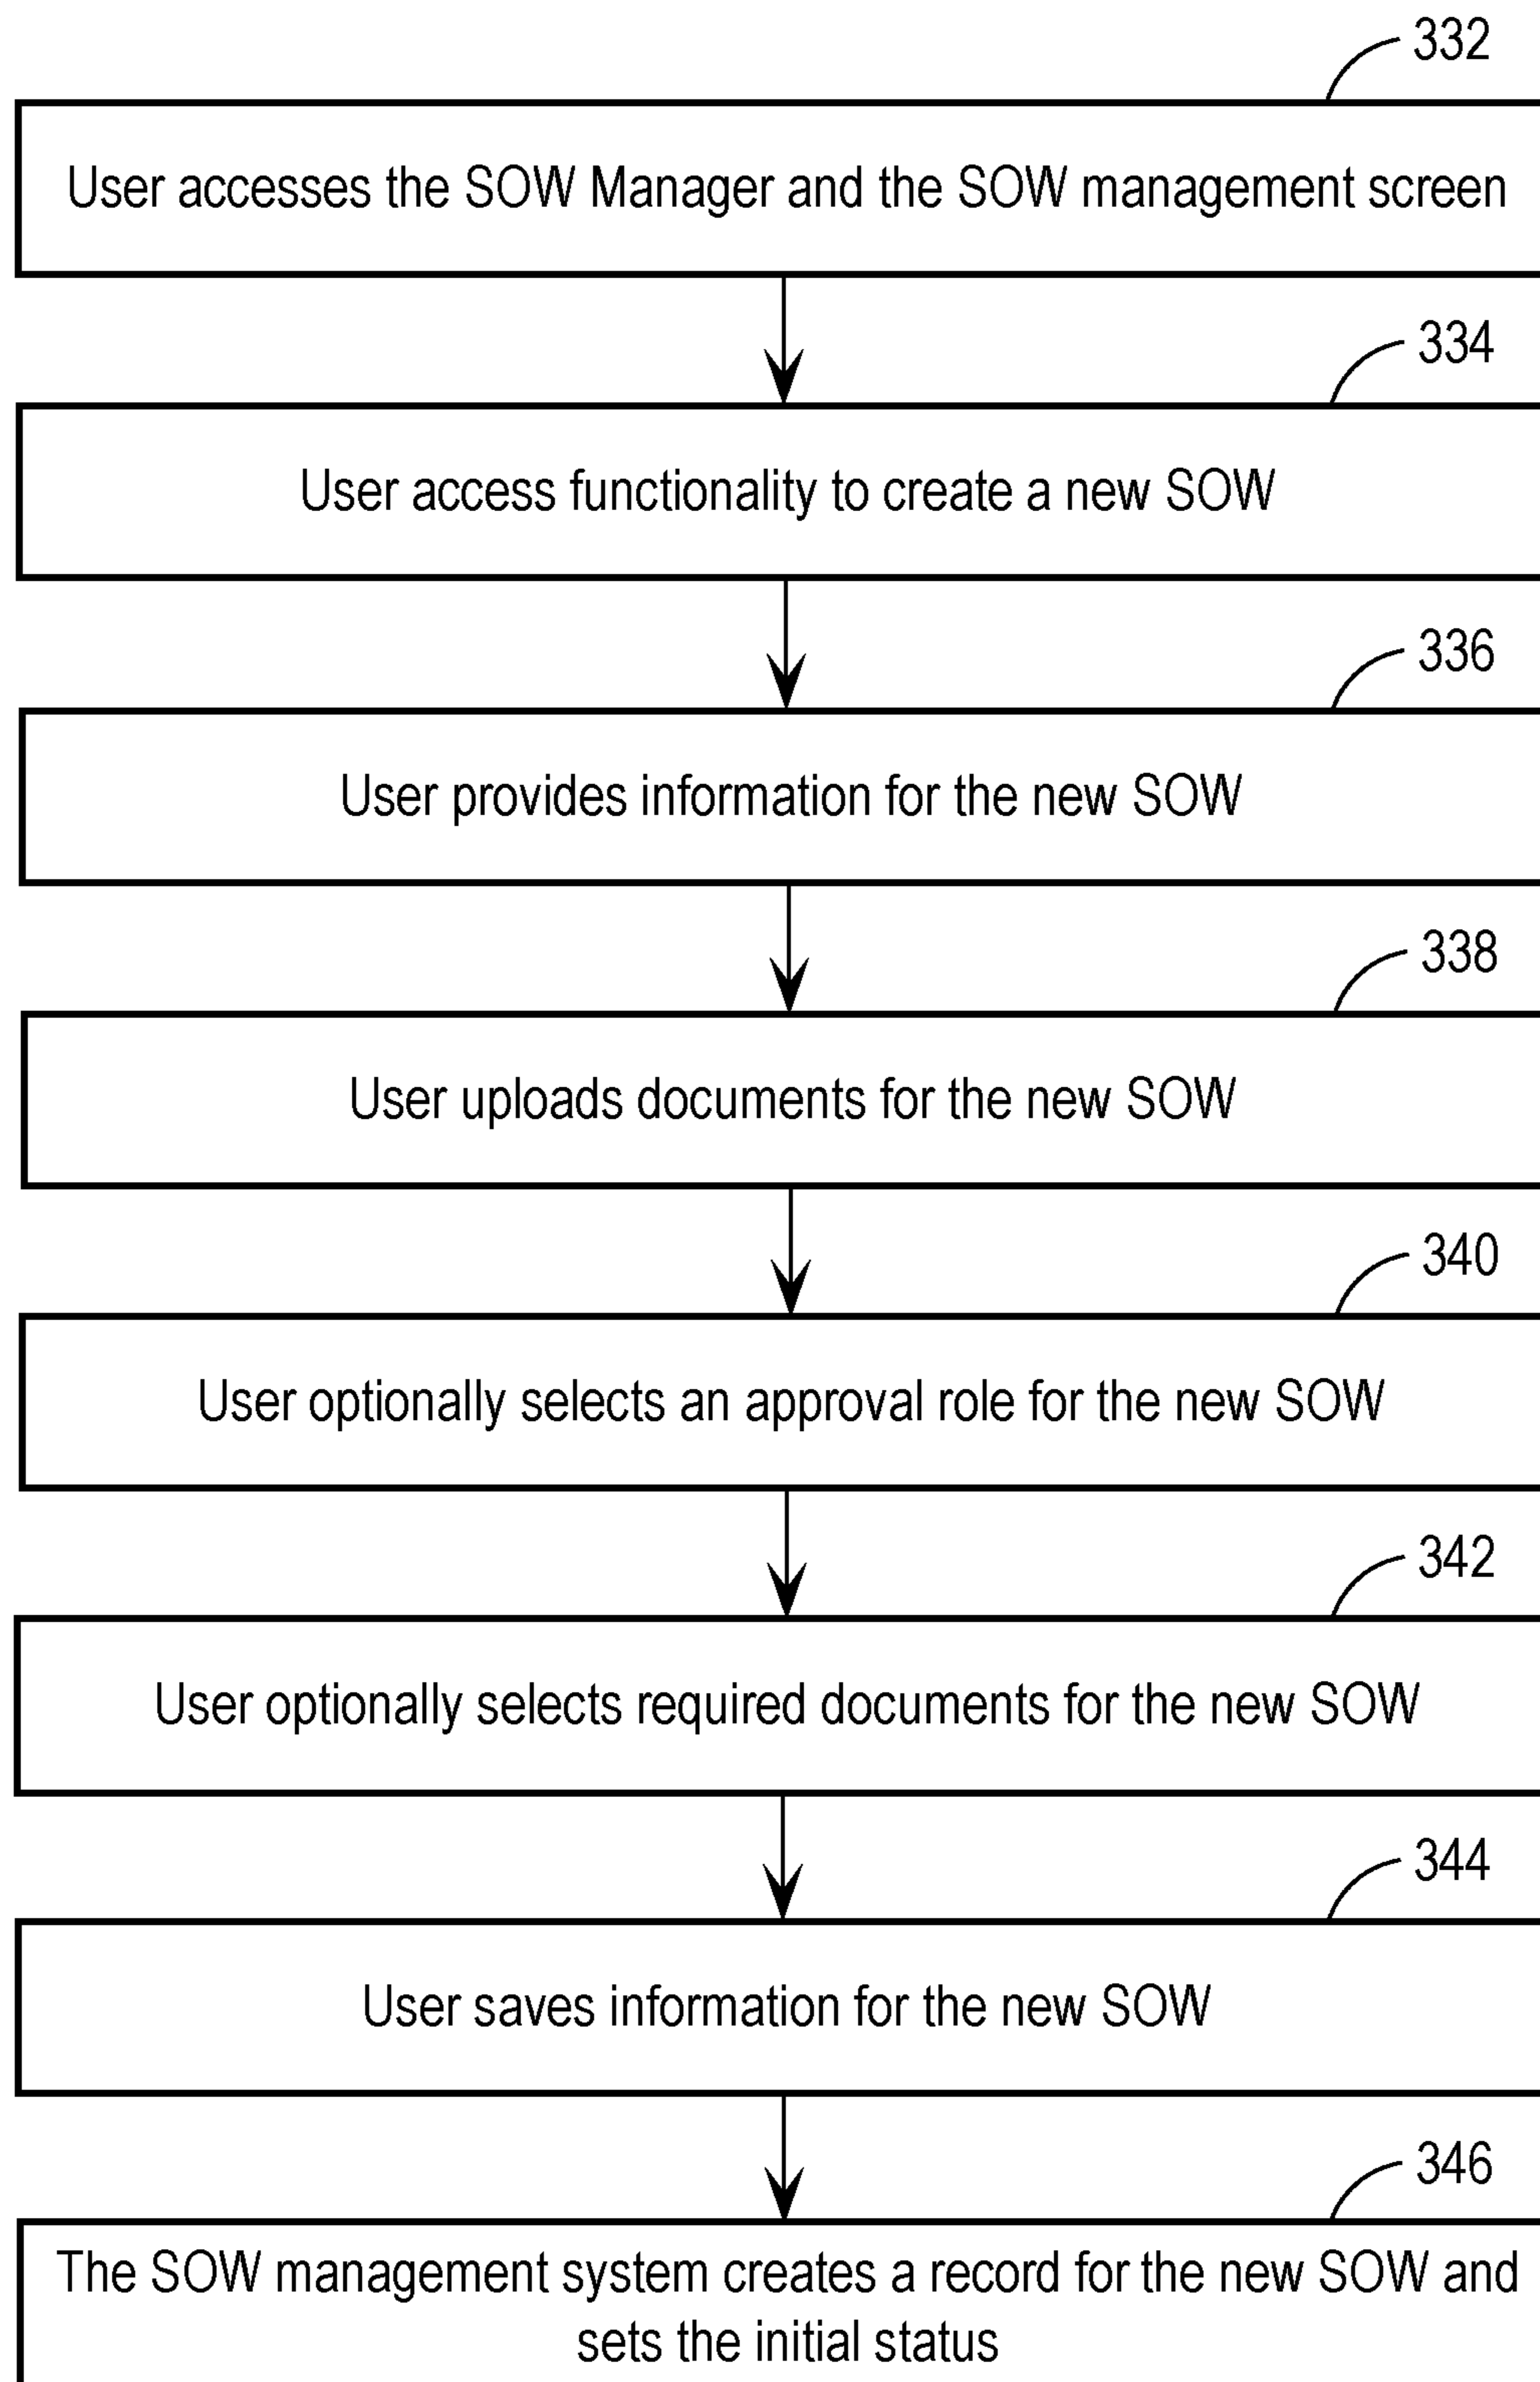 332
User accesses the SOW Manager and the SOW management screen
334
User access functionality to create a new SOW
336
User provides information for the new SOW
338
User uploads documents for the new SOW
340
User optionally selects an approval role for the new SOW
342
User optionally selects required documents for the new SOW
344
User saves information for the new SOW
346
The SOW management system creates a record for the new SOW and
sets the initial status